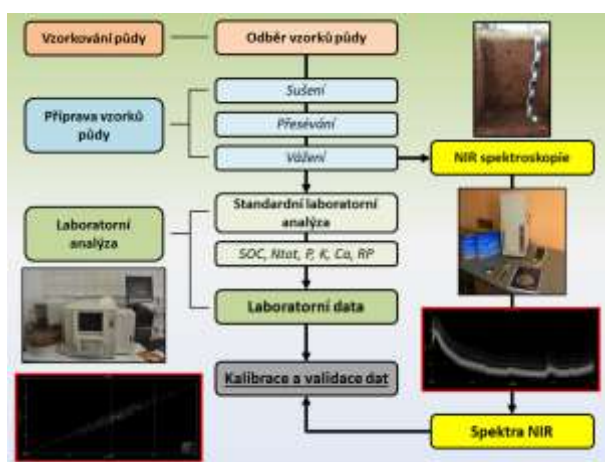 Vzorkování půdy
Odběr vzorků půdy
Příprava vzorků
půdy
Sušení
Přesévání
Vážení
NIR spektroskopie
Laboratorní
analýza
Standardní laboratorní
analýza
SOC, Ntot, P, K, Ca, RP
Laboratorní data
Kalibrace a validace dat
Spektra NIR